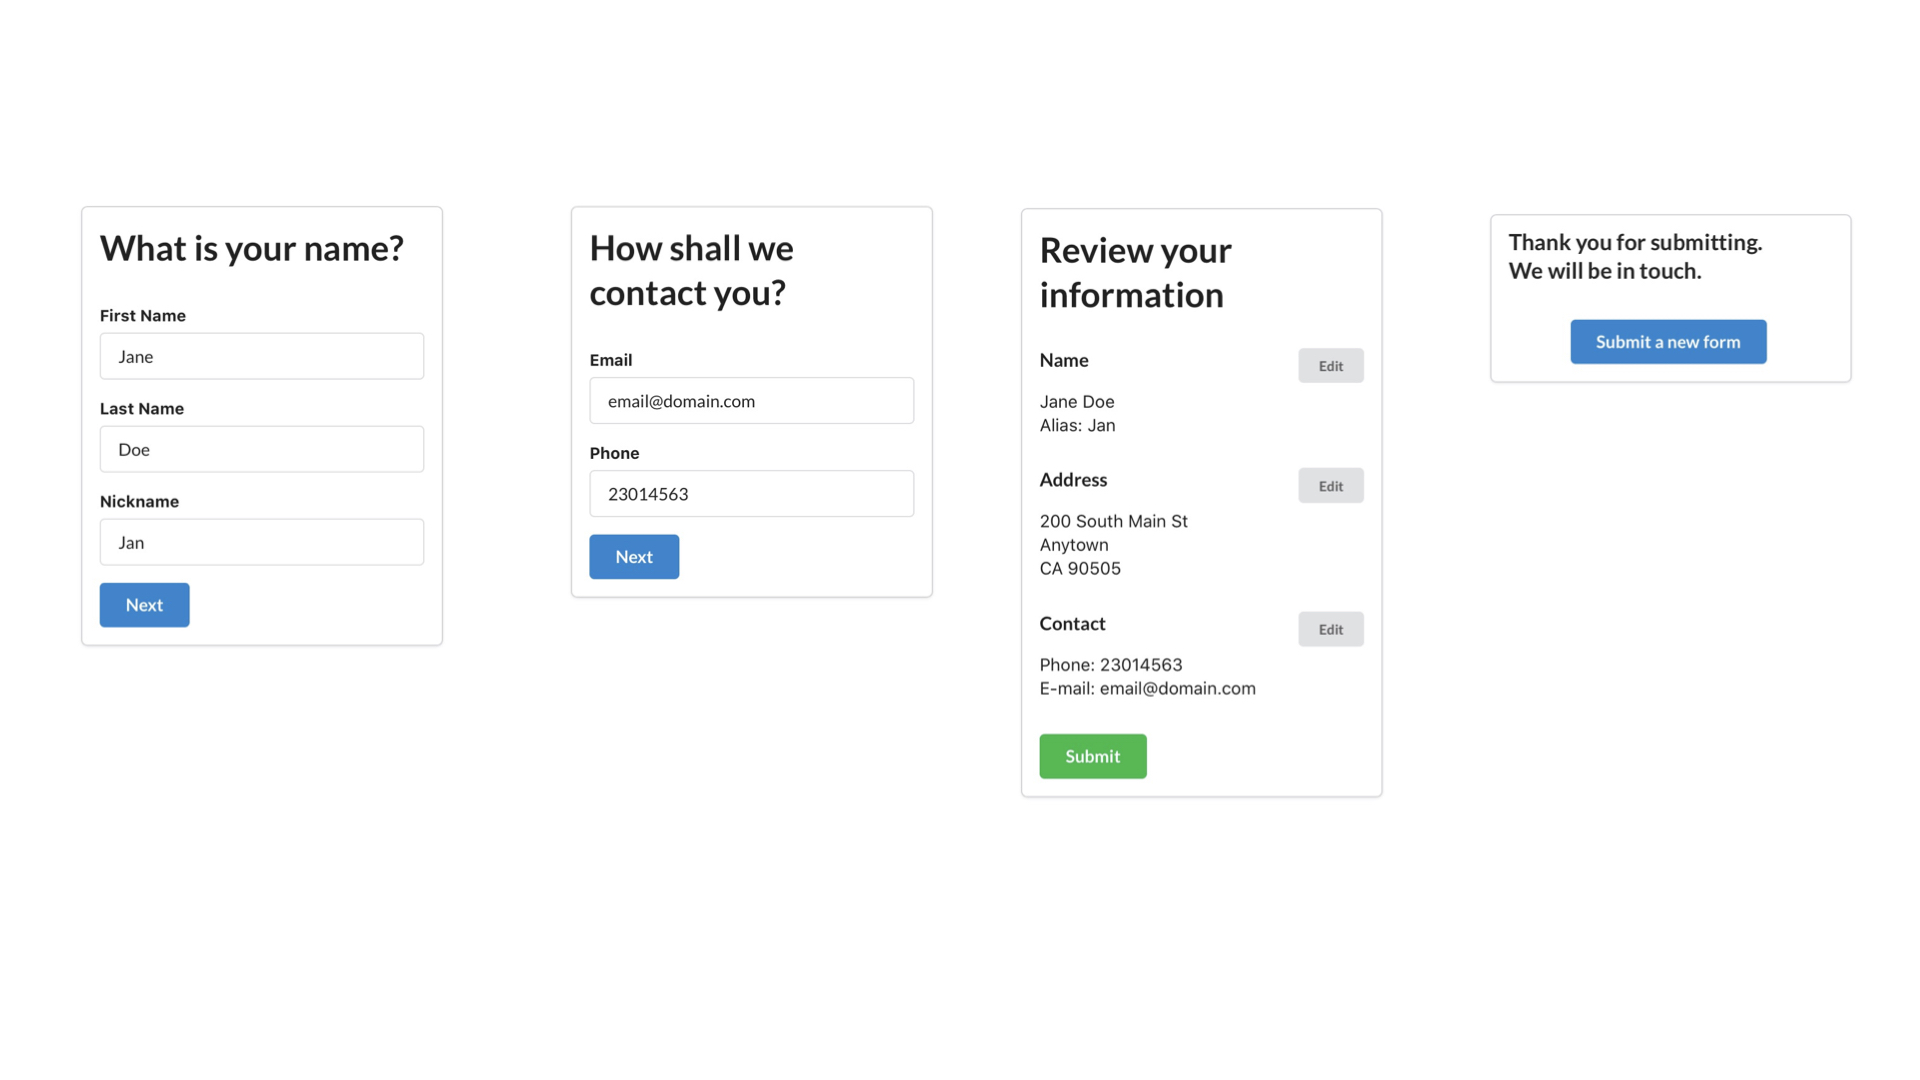 What is your name?
First Name
Jane
Last Name
Doe
Nickname
Jan
Next
How shall we
contact you?
Email
email@domain.com
Phone
23014563
Next
Review your
information
Name
Edit
Jane Doe
Alias: Jan
Address
Edit
200 South Main St
Anytown
CA 90505
Contact
Edit
Phone: 23014563
E-mail: email@domain.com
Submit
Thank you for submitting.
We will be in touch.
Submit a new form